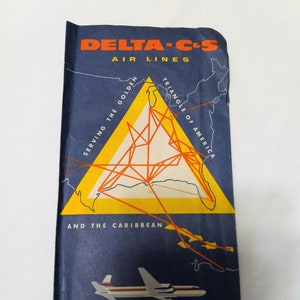 DELTA-C&S
AIR LINES
SERVING THE GOLDEN
TRIANGLE OF AMERICA
AND THE CARIBBEAN